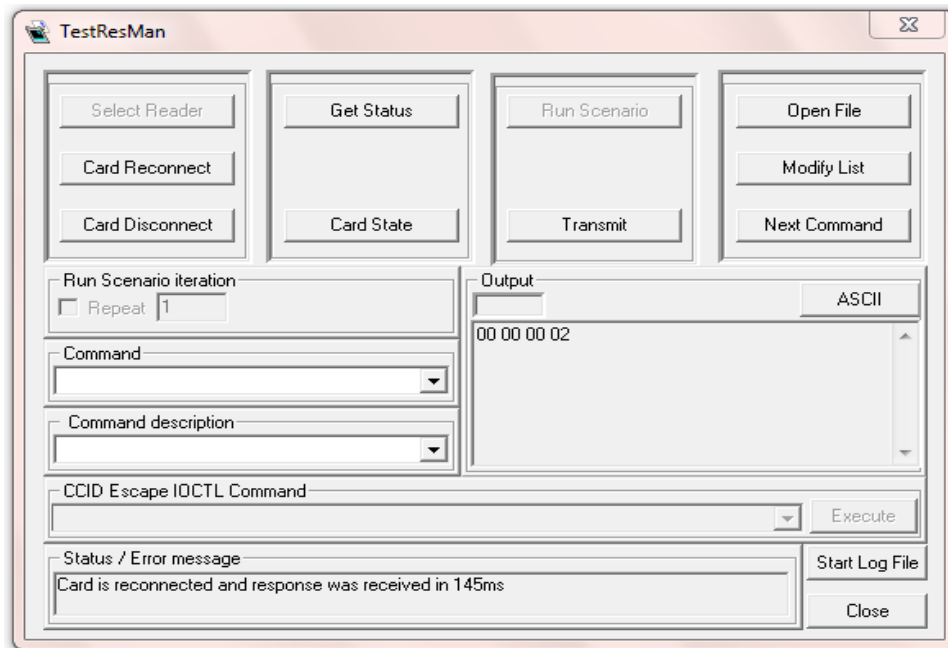 TestResMan
Select Reader
Card Reconnect
Card Disconnect
Get Status
Card State
Run Scenario
Transmit
Open File
Modify List
Next Command
Run Scenario iteration
Repeat 1
Command
Command description
Output
ASCII
00 00 00 02
CCID Escape IOCTL Command
Execute
Status / Error message
Card is reconnected and response was received in 145ms
Start Log File
Close